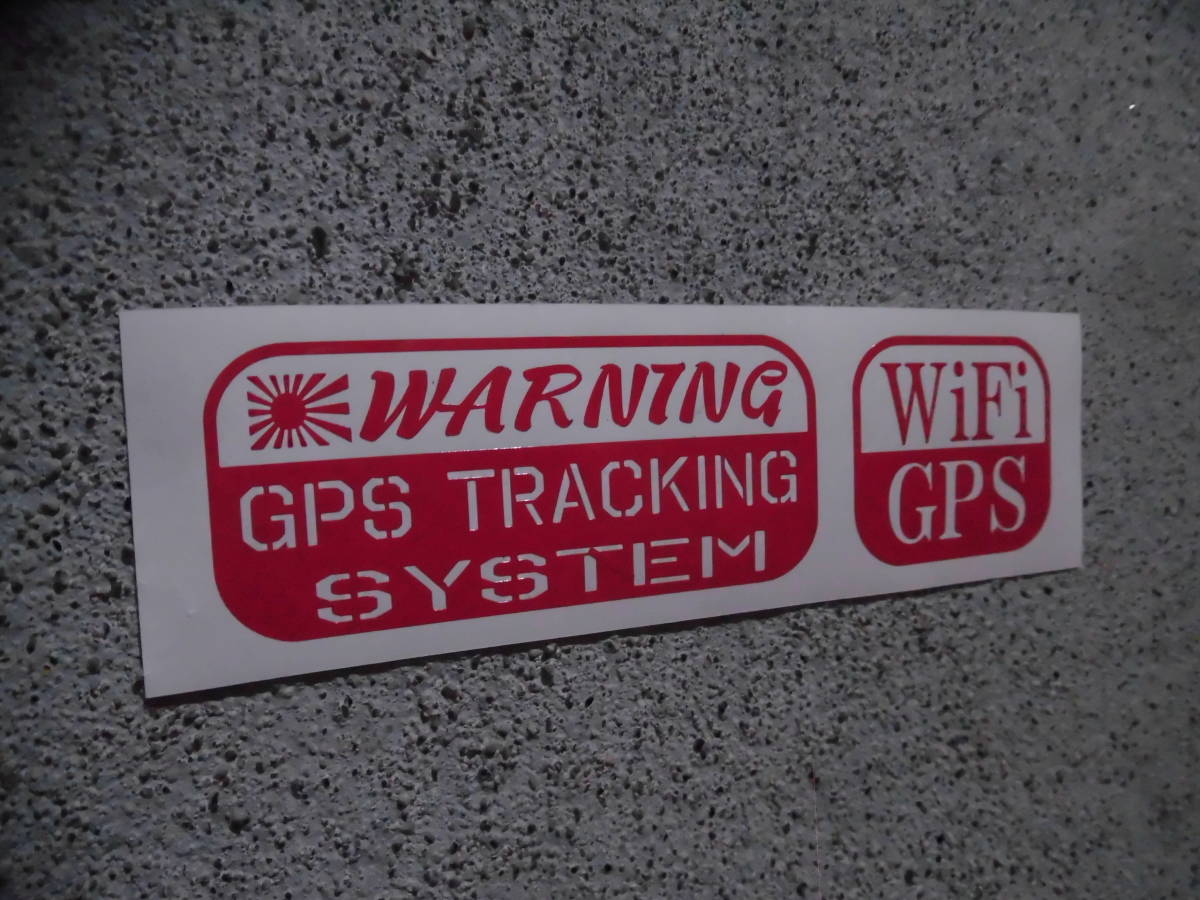 WARNING
GPS TRACKING
SYSTEM
WiFi
GPS